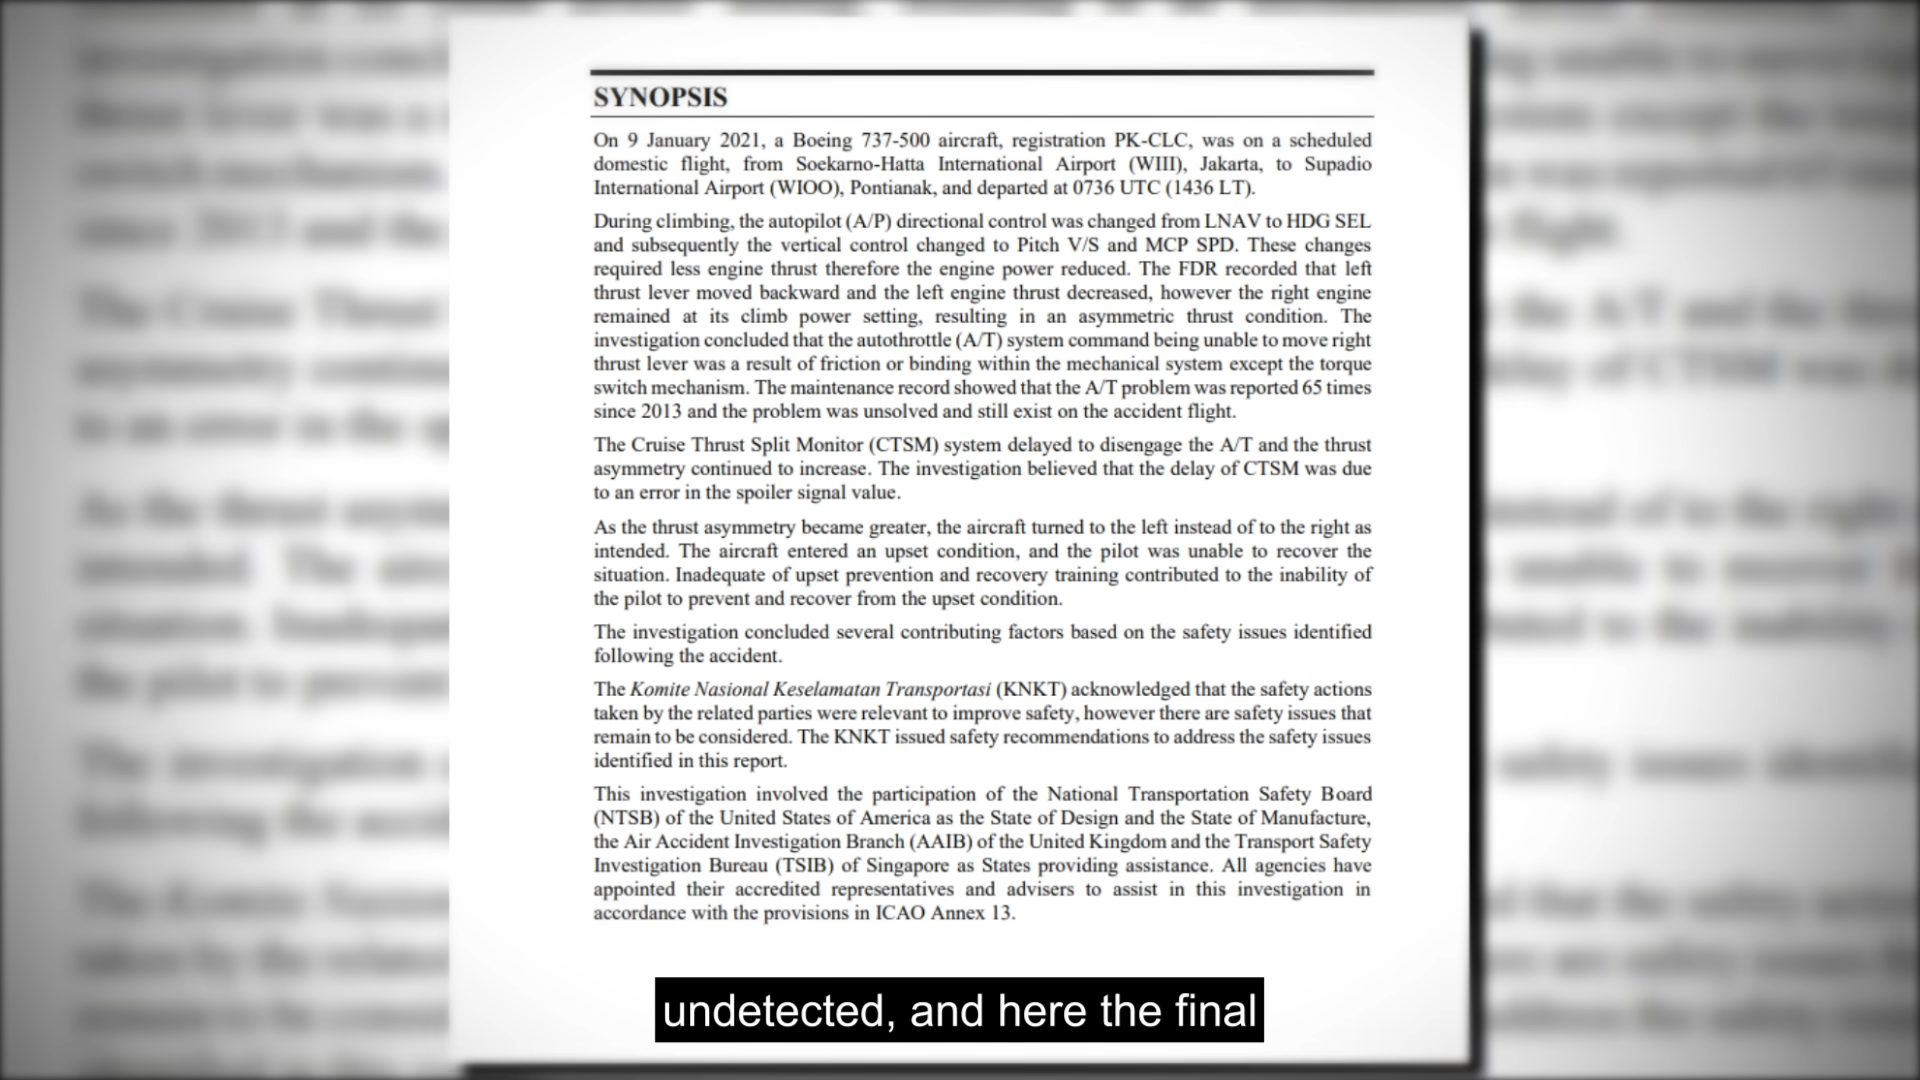 SYNOPSIS
On 9 January 2021, a Boeing 737-500 aircraft, registration PK-CLC, was on a scheduled
domestic flight, from Soekarno-Hatta International Airport (WIII), Jakarta, to Supadio
International Airport (WIOO), Pontianak, and departed at 0736 UTC (1436 LT).
During climbing, the autopilot (A/P) directional control was changed from LNAV to HDG SEL
and subsequently the vertical control changed to Pitch V/S and MCP SPD. These changes
required less engine thrust therefore the engine power reduced. The FDR recorded that left
thrust lever moved backward and the left engine thrust decreased, however the right engine
remained at its climb power setting, resulting in an asymmetric thrust condition. The
investigation concluded that the autothrottle (A/T) system command being unable to move right
thrust lever was a result of friction or binding within the mechanical system except the torque
switch mechanism. The maintenance record showed that the A/T problem was reported 65 times
since 2013 and the problem was unsolved and still exist on the accident flight.
The Cruise Thrust Split Monitor (CTSM) system delayed to disengage the A/T and the thrust
asymmetry continued to increase. The investigation believed that the delay of CTSM was due
to an error in the spoiler signal value.
As the thrust asymmetry became greater, the aircraft turned to the left instead of to the right as
intended. The aircraft entered an upset condition, and the pilot was unable to recover the
situation. Inadequate of upset prevention and recovery training contributed to the inability of
the pilot to prevent and recover from the upset condition.
The investigation concluded several contributing factors based on the safety issues identified
following the accident.
The Komite Nasional Keselamatan Transportasi (KNKT) acknowledged that the safety actions
taken by the related parties were relevant to improve safety, however there are safety issues that
remain to be considered. The KNKT issued safety recommendations to address the safety issues
identified in this report.
This investigation involved the participation of the National Transportation Safety Board
(NTSB) of the United States of America as the State of Design and the State of Manufacture,
the Air Accident Investigation Branch (AAIB) of the United Kingdom and the Transport Safety
Investigation Bureau (TSIB) of Singapore as States providing assistance. All agencies have
appointed their accredited representatives and advisers to assist in this investigation in
accordance with the provisions in ICAO Annex 13.
undetected, and here the final